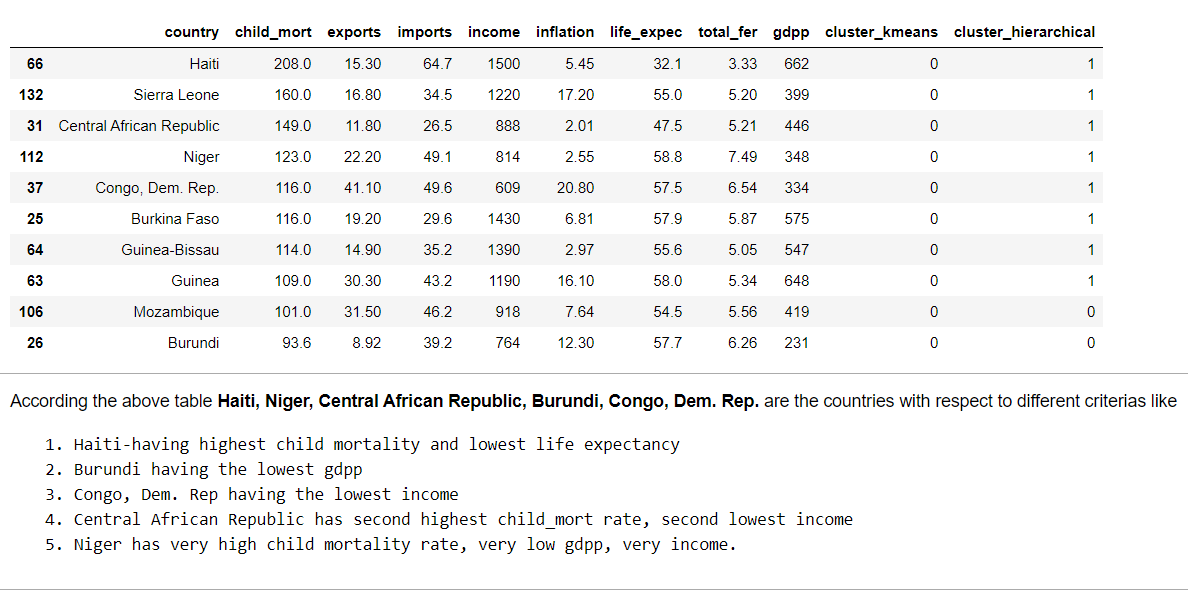 country child_mort exports imports income inflation life_expec total_fer gdpp cluster_kmeans cluster_hierarchical
66 Haiti 208.0 15.30 64.7 1500 5.45 32.1 3.33 662 0 1
132 Sierra Leone 160.0 16.80 34.5 1220 17.20 55.0 5.20 399 0 1
31 Central African Republic 149.0 11.80 26.5 888 2.01 47.5 5.21 446 0 1
112 Niger 123.0 22.20 49.1 814 2.55 58.8 7.49 348 0 1
37 Congo, Dem. Rep. 116.0 41.10 49.6 609 20.80 57.5 6.54 334 0 1
25 Burkina Faso 116.0 19.20 29.6 1430 6.81 57.9 5.87 575 0 1
64 Guinea-Bissau 114.0 14.90 35.2 1390 2.97 55.6 5.05 547 0 1
63 Guinea 109.0 30.30 43.2 1190 16.10 58.0 5.34 648 0 1
106 Mozambique 101.0 31.50 46.2 918 7.64 54.5 5.56 419 0 0
26 Burundi 93.6 8.92 39.2 764 12.30 57.7 6.26 231 0 0
According the above table Haiti, Niger, Central African Republic, Burundi, Congo, Dem. Rep. are the countries with respect to different criterias like
1. Haiti-having highest child mortality and lowest life expectancy
2. Burundi having the lowest gdpp
3. Congo, Dem. Rep having the lowest income
4. Central African Republic has second highest child_mort rate, second lowest income
5. Niger has very high child mortality rate, very low gdpp, very income.